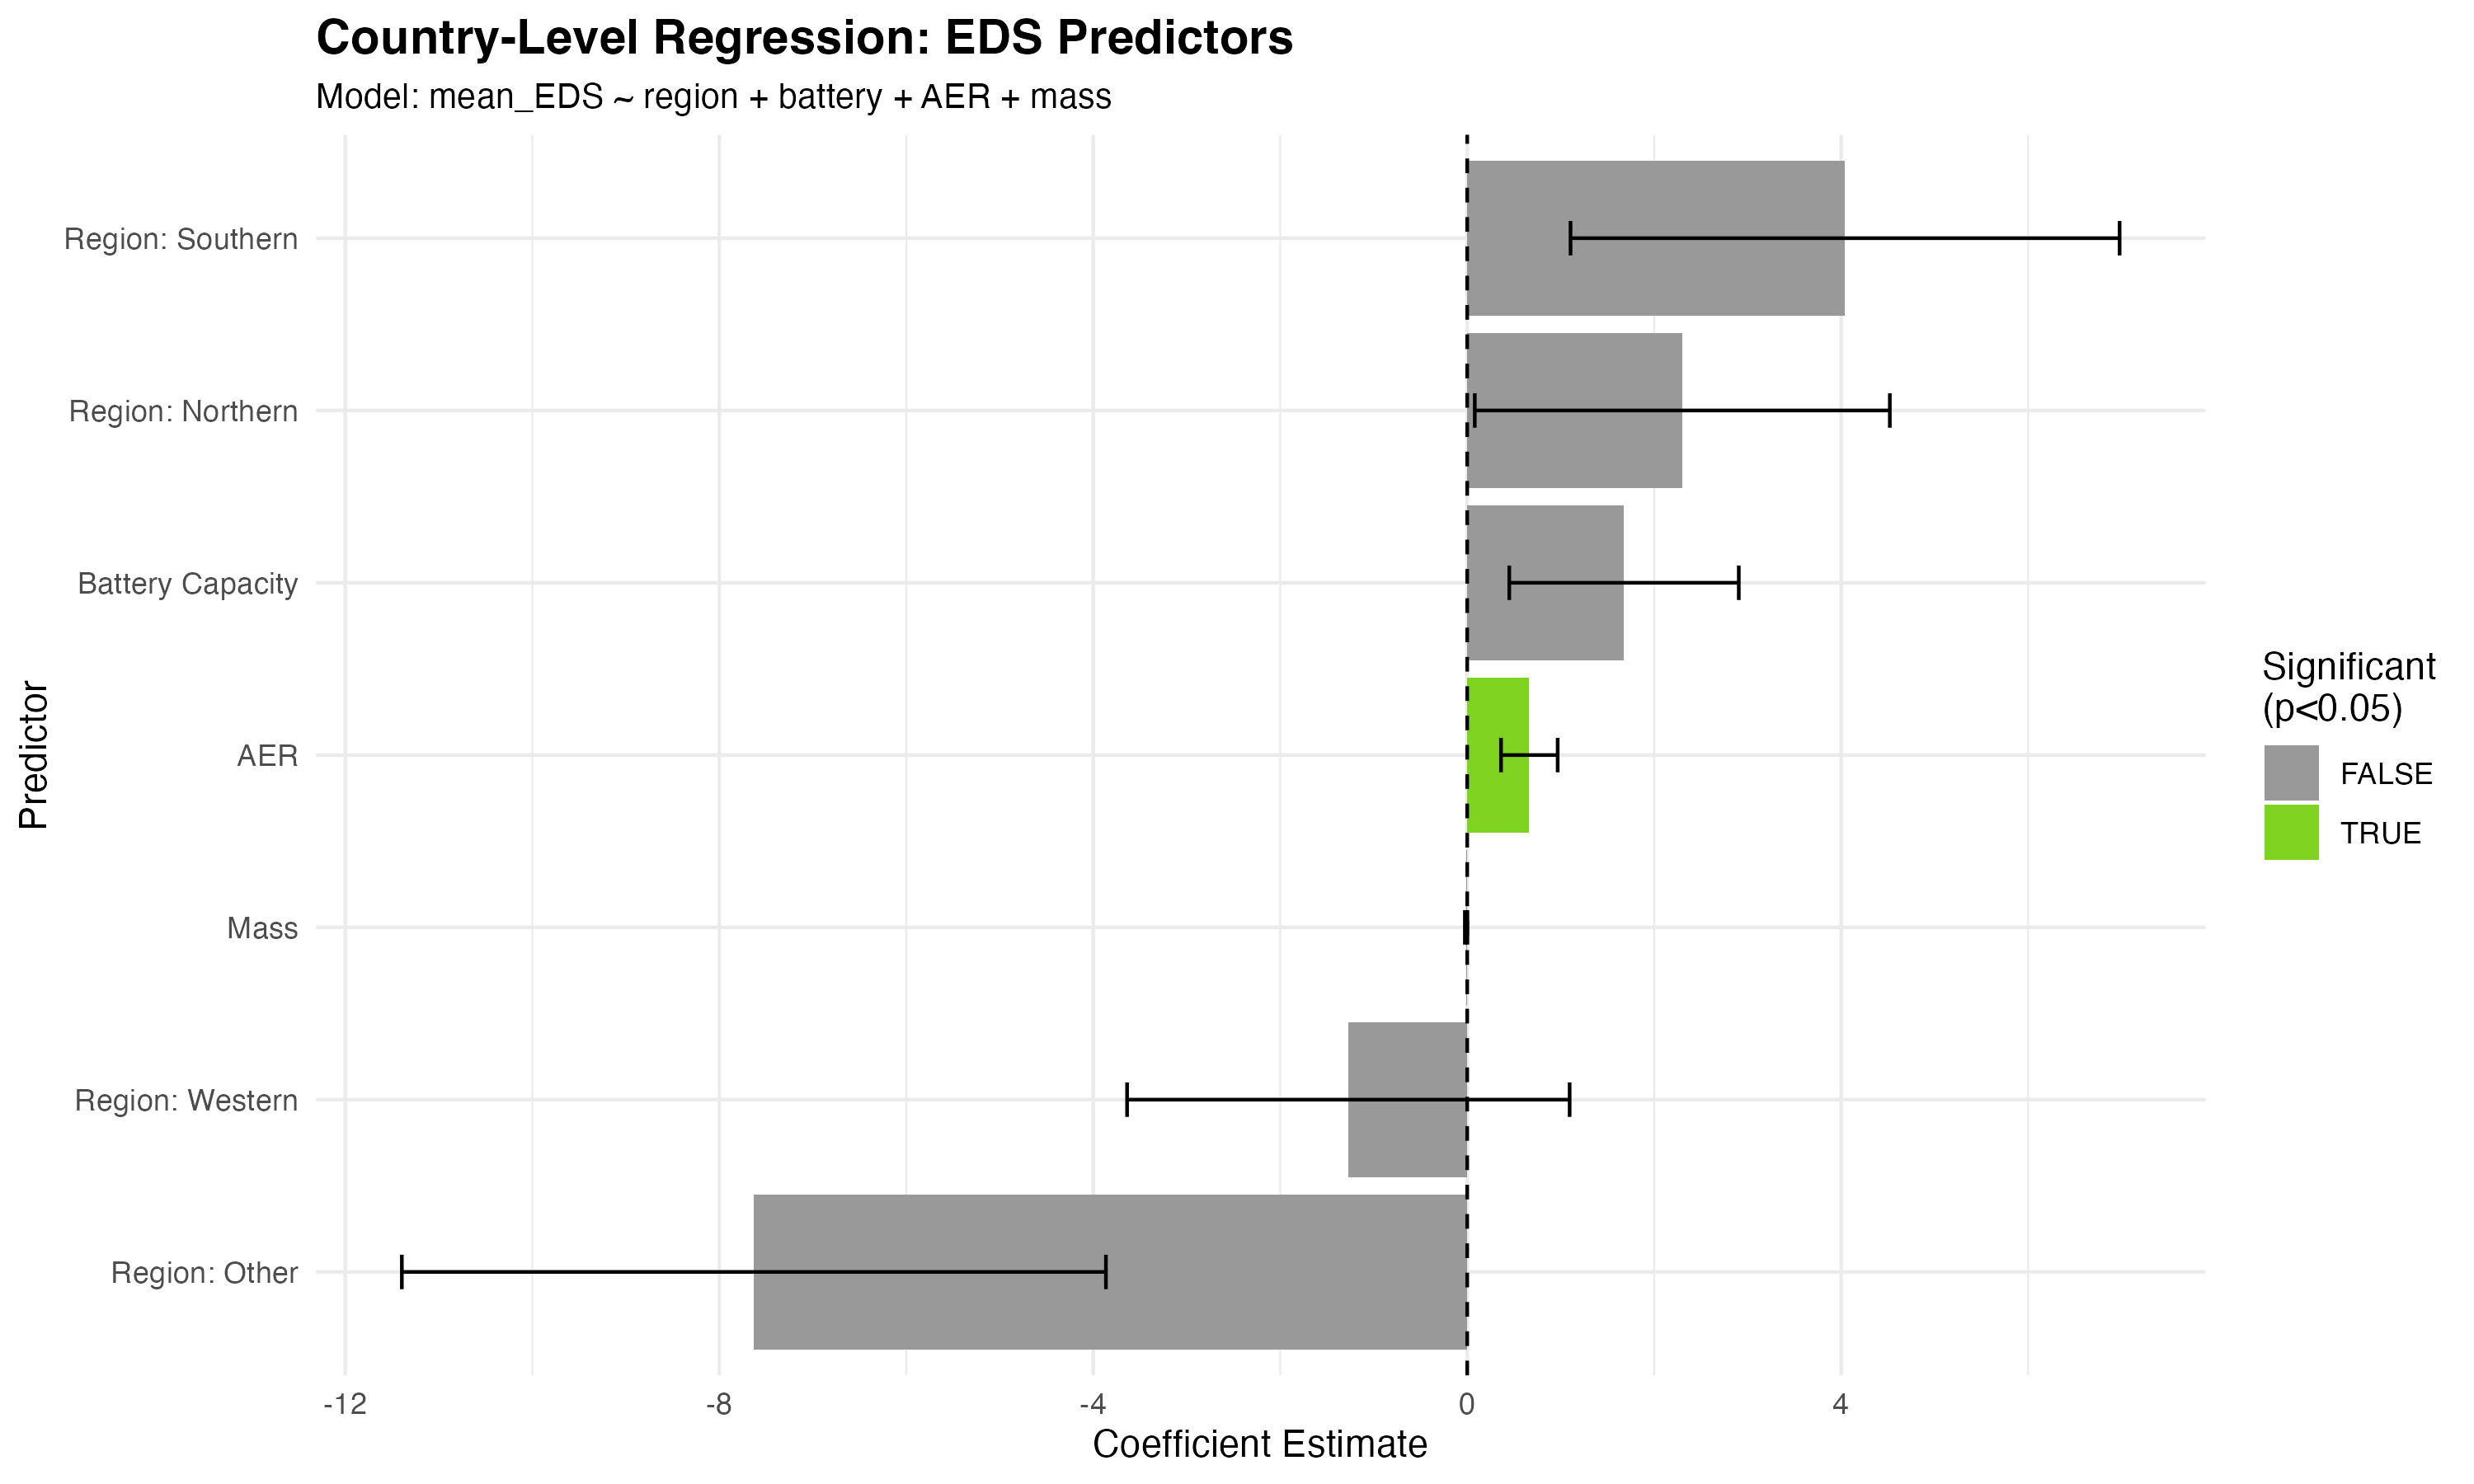 Country-Level Regression: EDS Predictors
Model: mean_EDS ~ region + battery + AER + mass
Predictor
Region: Southern
Region: Northern
Battery Capacity
AER
Mass
Region: Western
Region: Other
-12
-8
-4
0
4
Coefficient Estimate
Significant
(p<0.05)
FALSE
TRUE